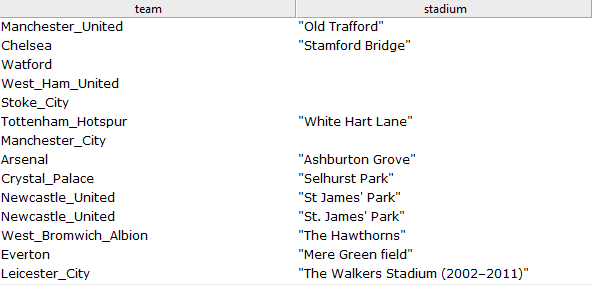 team stadium
Manchester_United "Old Trafford"
Chelsea "Stamford Bridge"
Watford
West_Ham_United
Stoke_City
Tottenham_Hotspur "White Hart Lane"
Manchester_City
Arsenal "Ashburton Grove"
Crystal_Palace "Selhurst Park"
Newcastle_United "St James' Park"
Newcastle_United "St. James' Park"
West_Bromwich_Albion "The Hawthorns"
Everton "Mere Green field"
Leicester_City "The Walkers Stadium (2002–2011)"